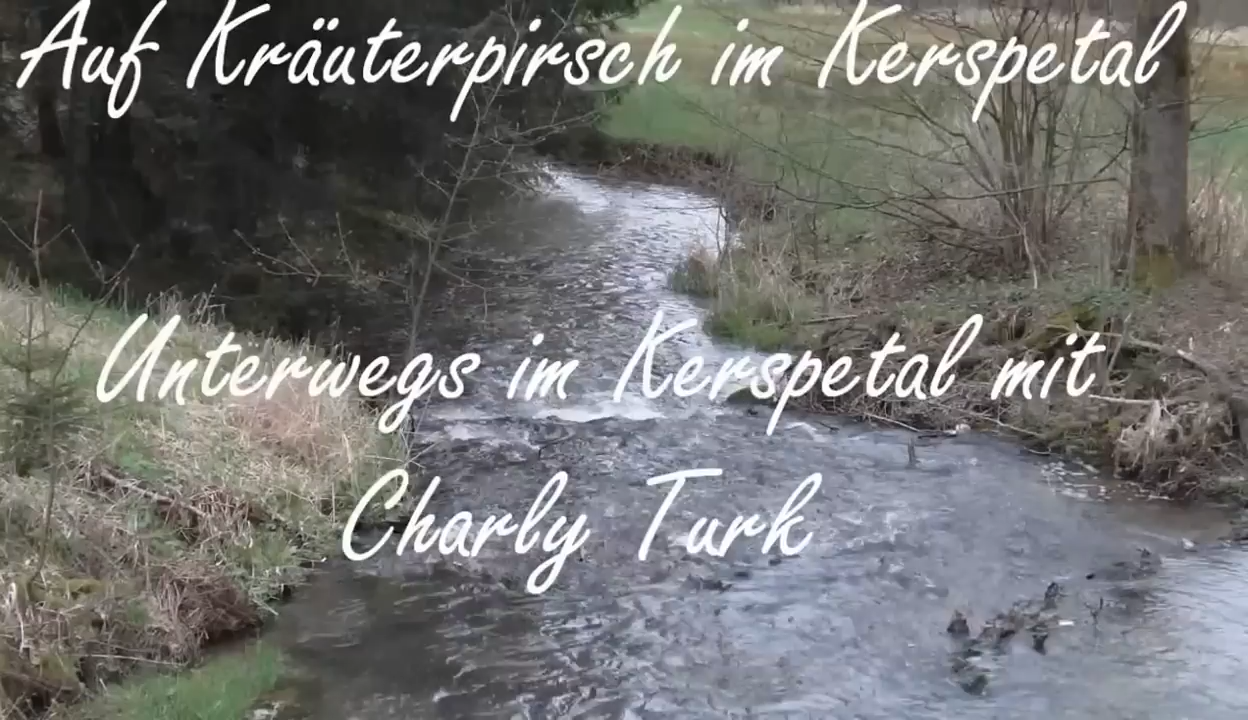 Auf Kräuterpirsch im Kerspetal
Unterwegs im Kerspetal mit
Charly Turk